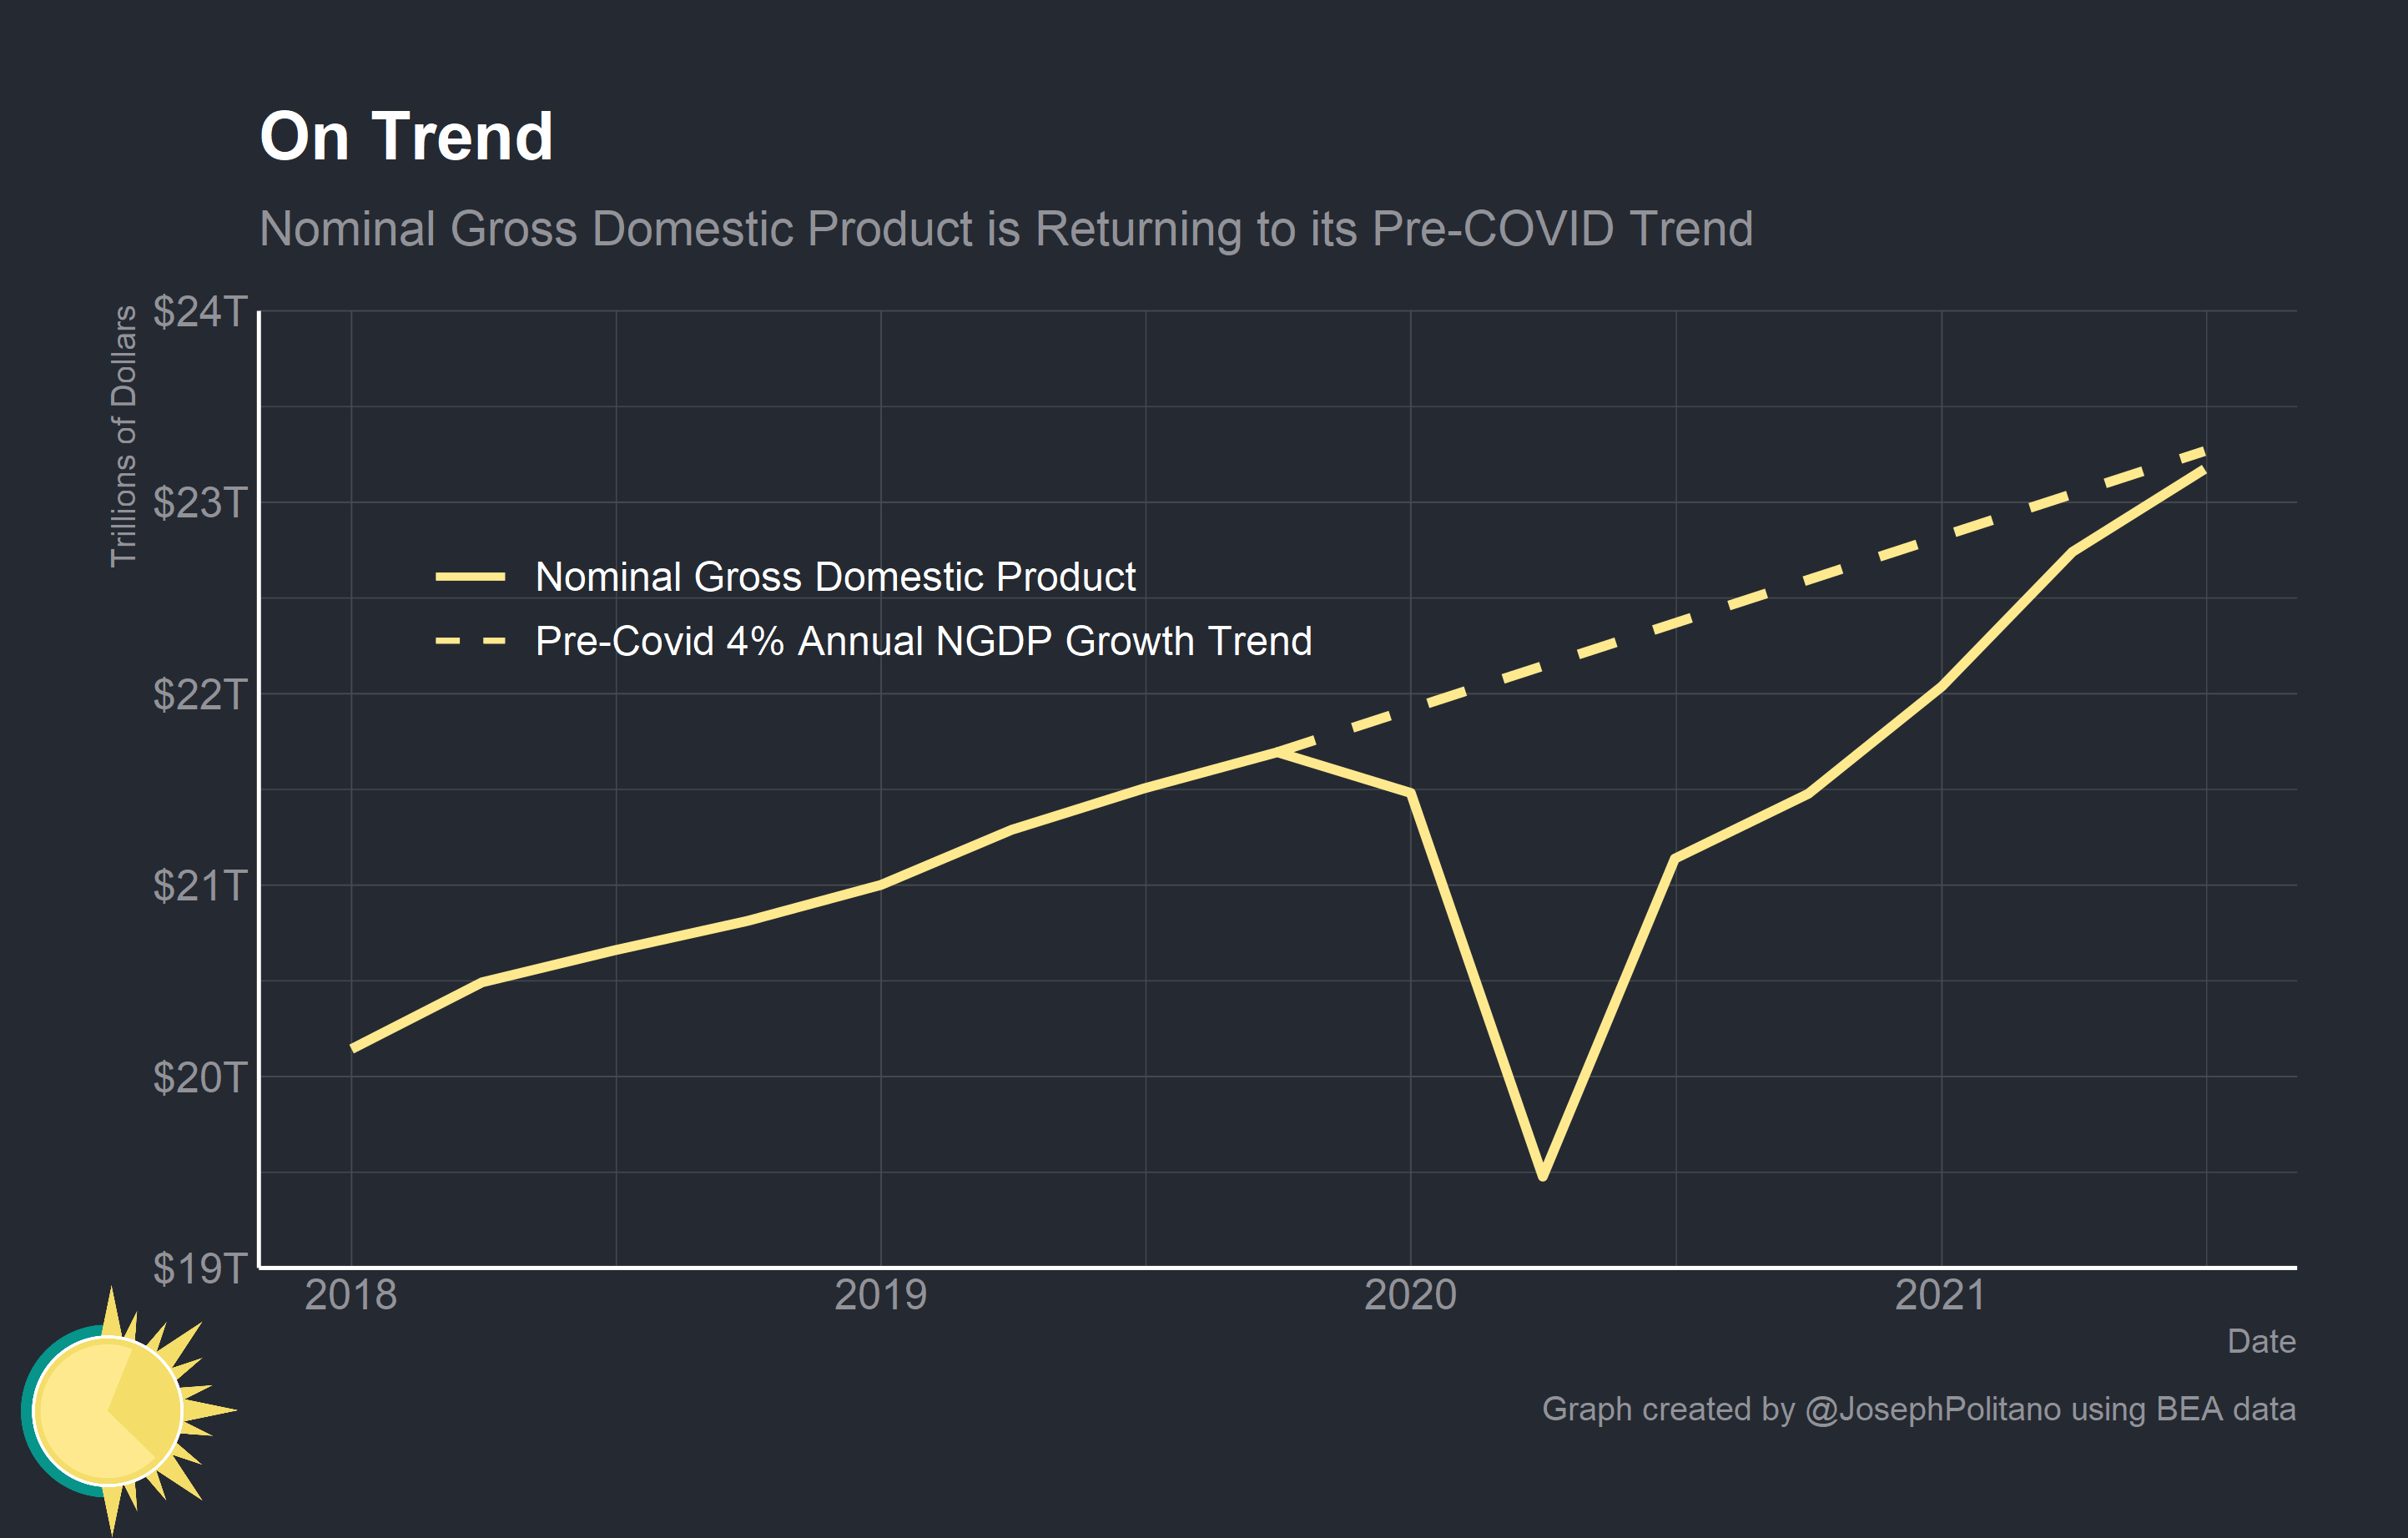 On Trend
Nominal Gross Domestic Product is Returning to its Pre-COVID Trend
Trillions of Dollars
$24T
$23T
$22T
$21T
$20T
$19T
Nominal Gross Domestic Product
Pre-Covid 4% Annual NGDP Growth Trend
2018
2019
2020
2021
Date
Graph created by @JosephPolitano using BEA data